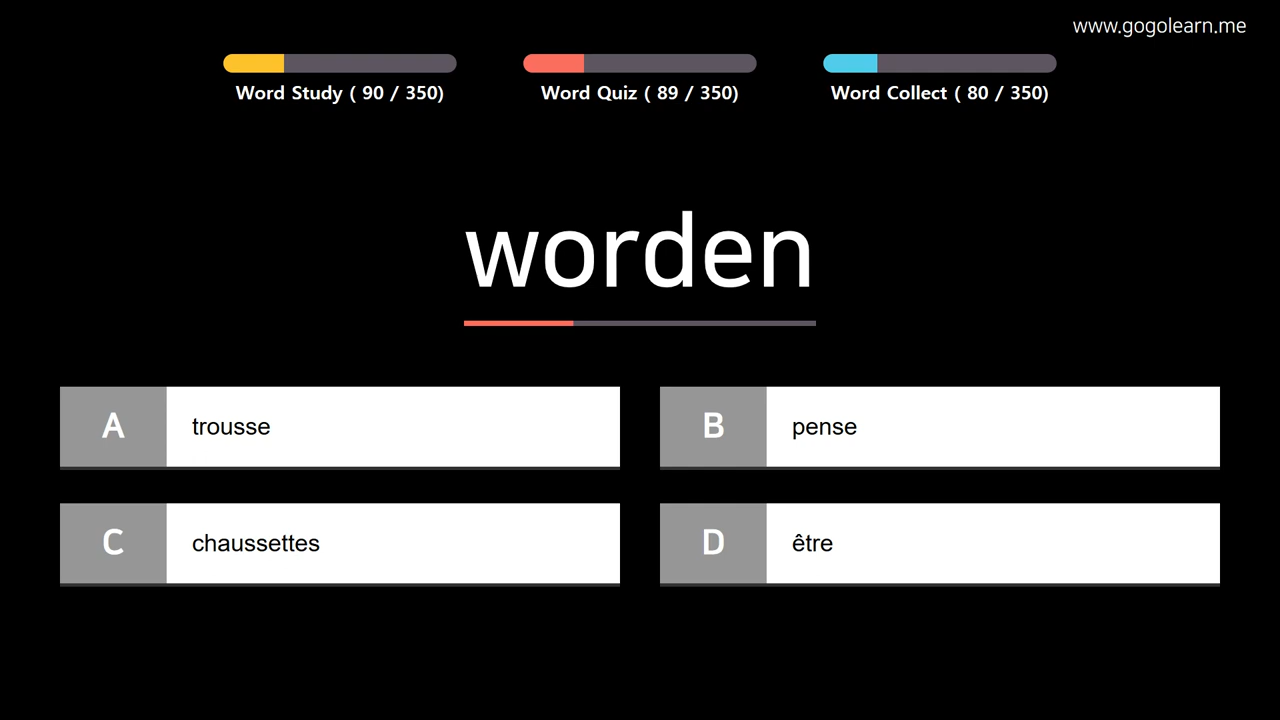 www.gogolearn.me
Word Study ( 90 / 350)
Word Quiz ( 89 / 350)
Word Collect ( 80 / 350)
worden
A trousse
B pense
C chaussettes
D être